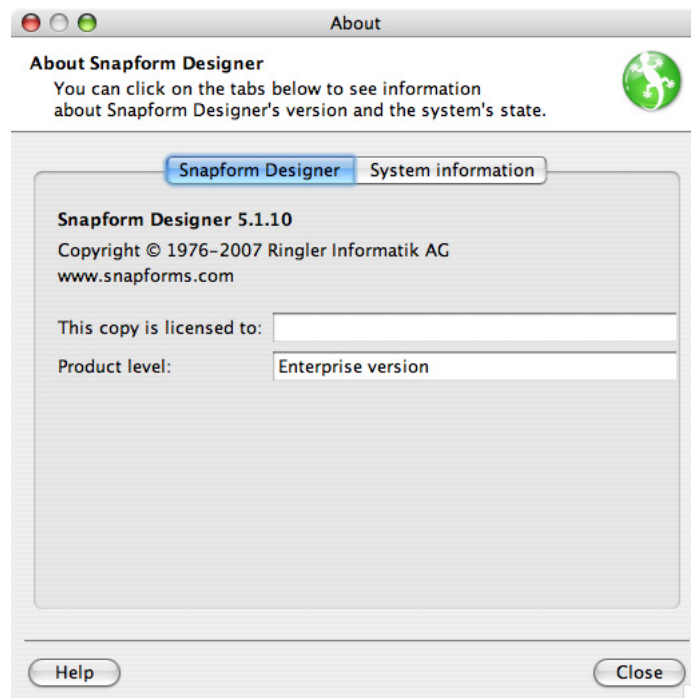 About
About Snapform Designer
You can click on the tabs below to see information
about Snapform Designer's version and the system's state.
Snapform Designer System information
Snapform Designer 5.1.10
Copyright © 1976–2007 Ringler Informatik AG
www.snapforms.com
This copy is licensed to:
Product level: Enterprise version
Help Close